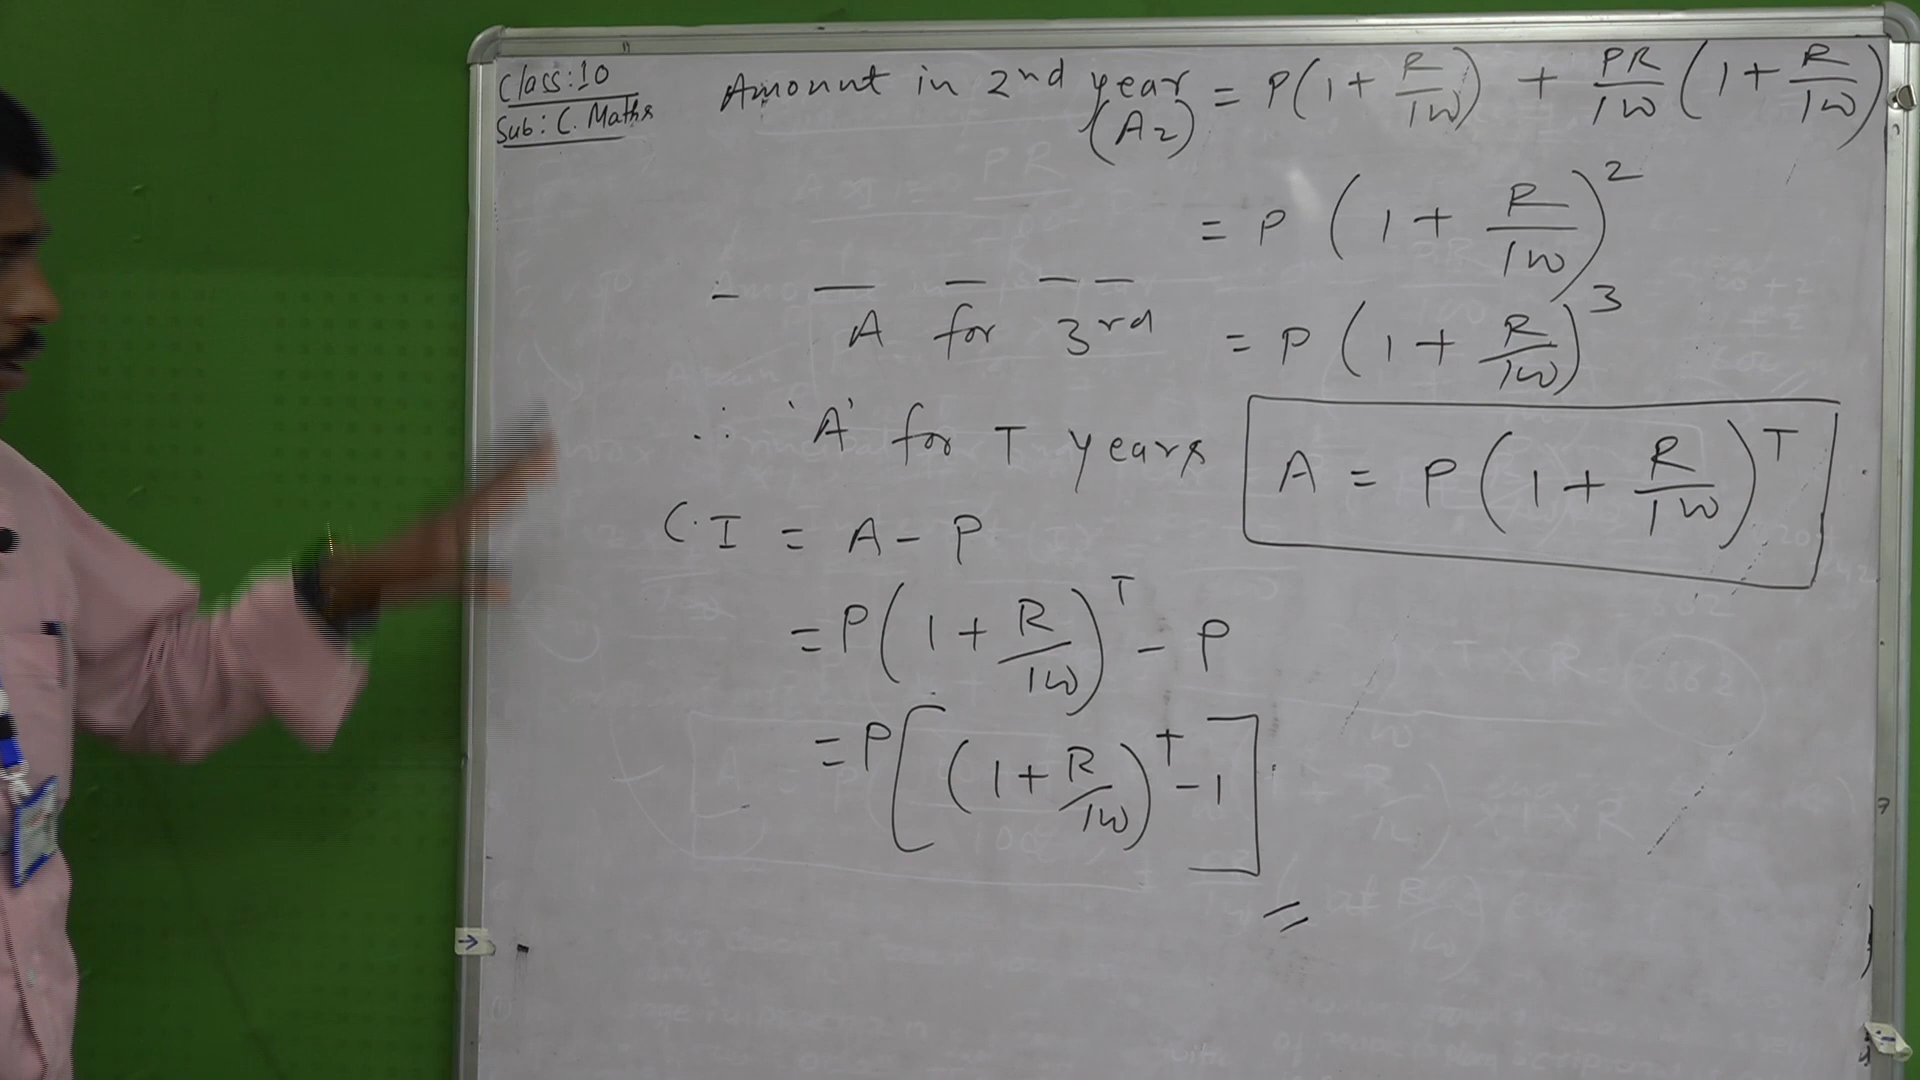 Class:10
Sub: C. Maths
Amount in 2nd year (A2) = P(1 + R/100) + PR/100 (1 + R/100)
= P (1 + R/100)^2
A for 3rd = P (1 + R/100)^3
∴ 'A' for T years A = P (1 + R/100)^T
C.I = A - P
= P(1 + R/100)^T - P
= P[(1 + R/100)^T - 1]
=